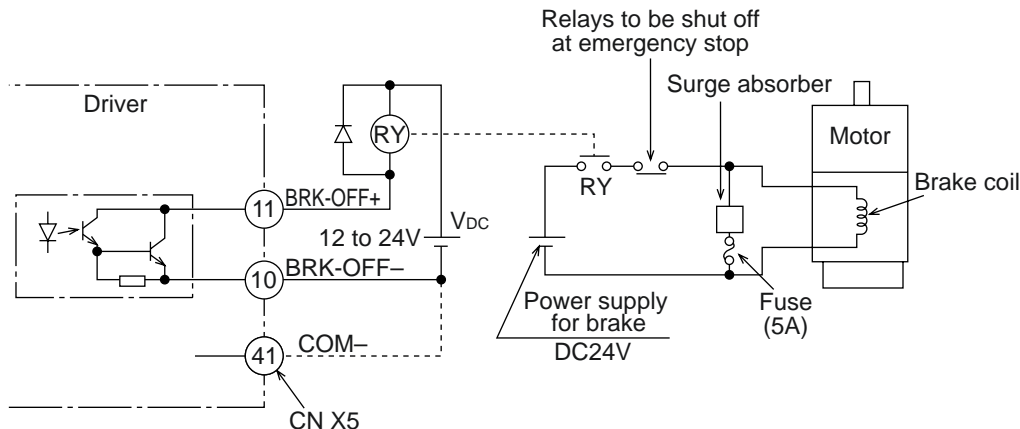 Relays to be shut off
at emergency stop
Surge absorber
Driver
RY
Motor
RY
Brake coil
11
BRK-OFF+
VDC
12 to 24V
10
BRK-OFF–
Power supply
for brake
DC24V
Fuse
(5A)
41
COM–
CN X5